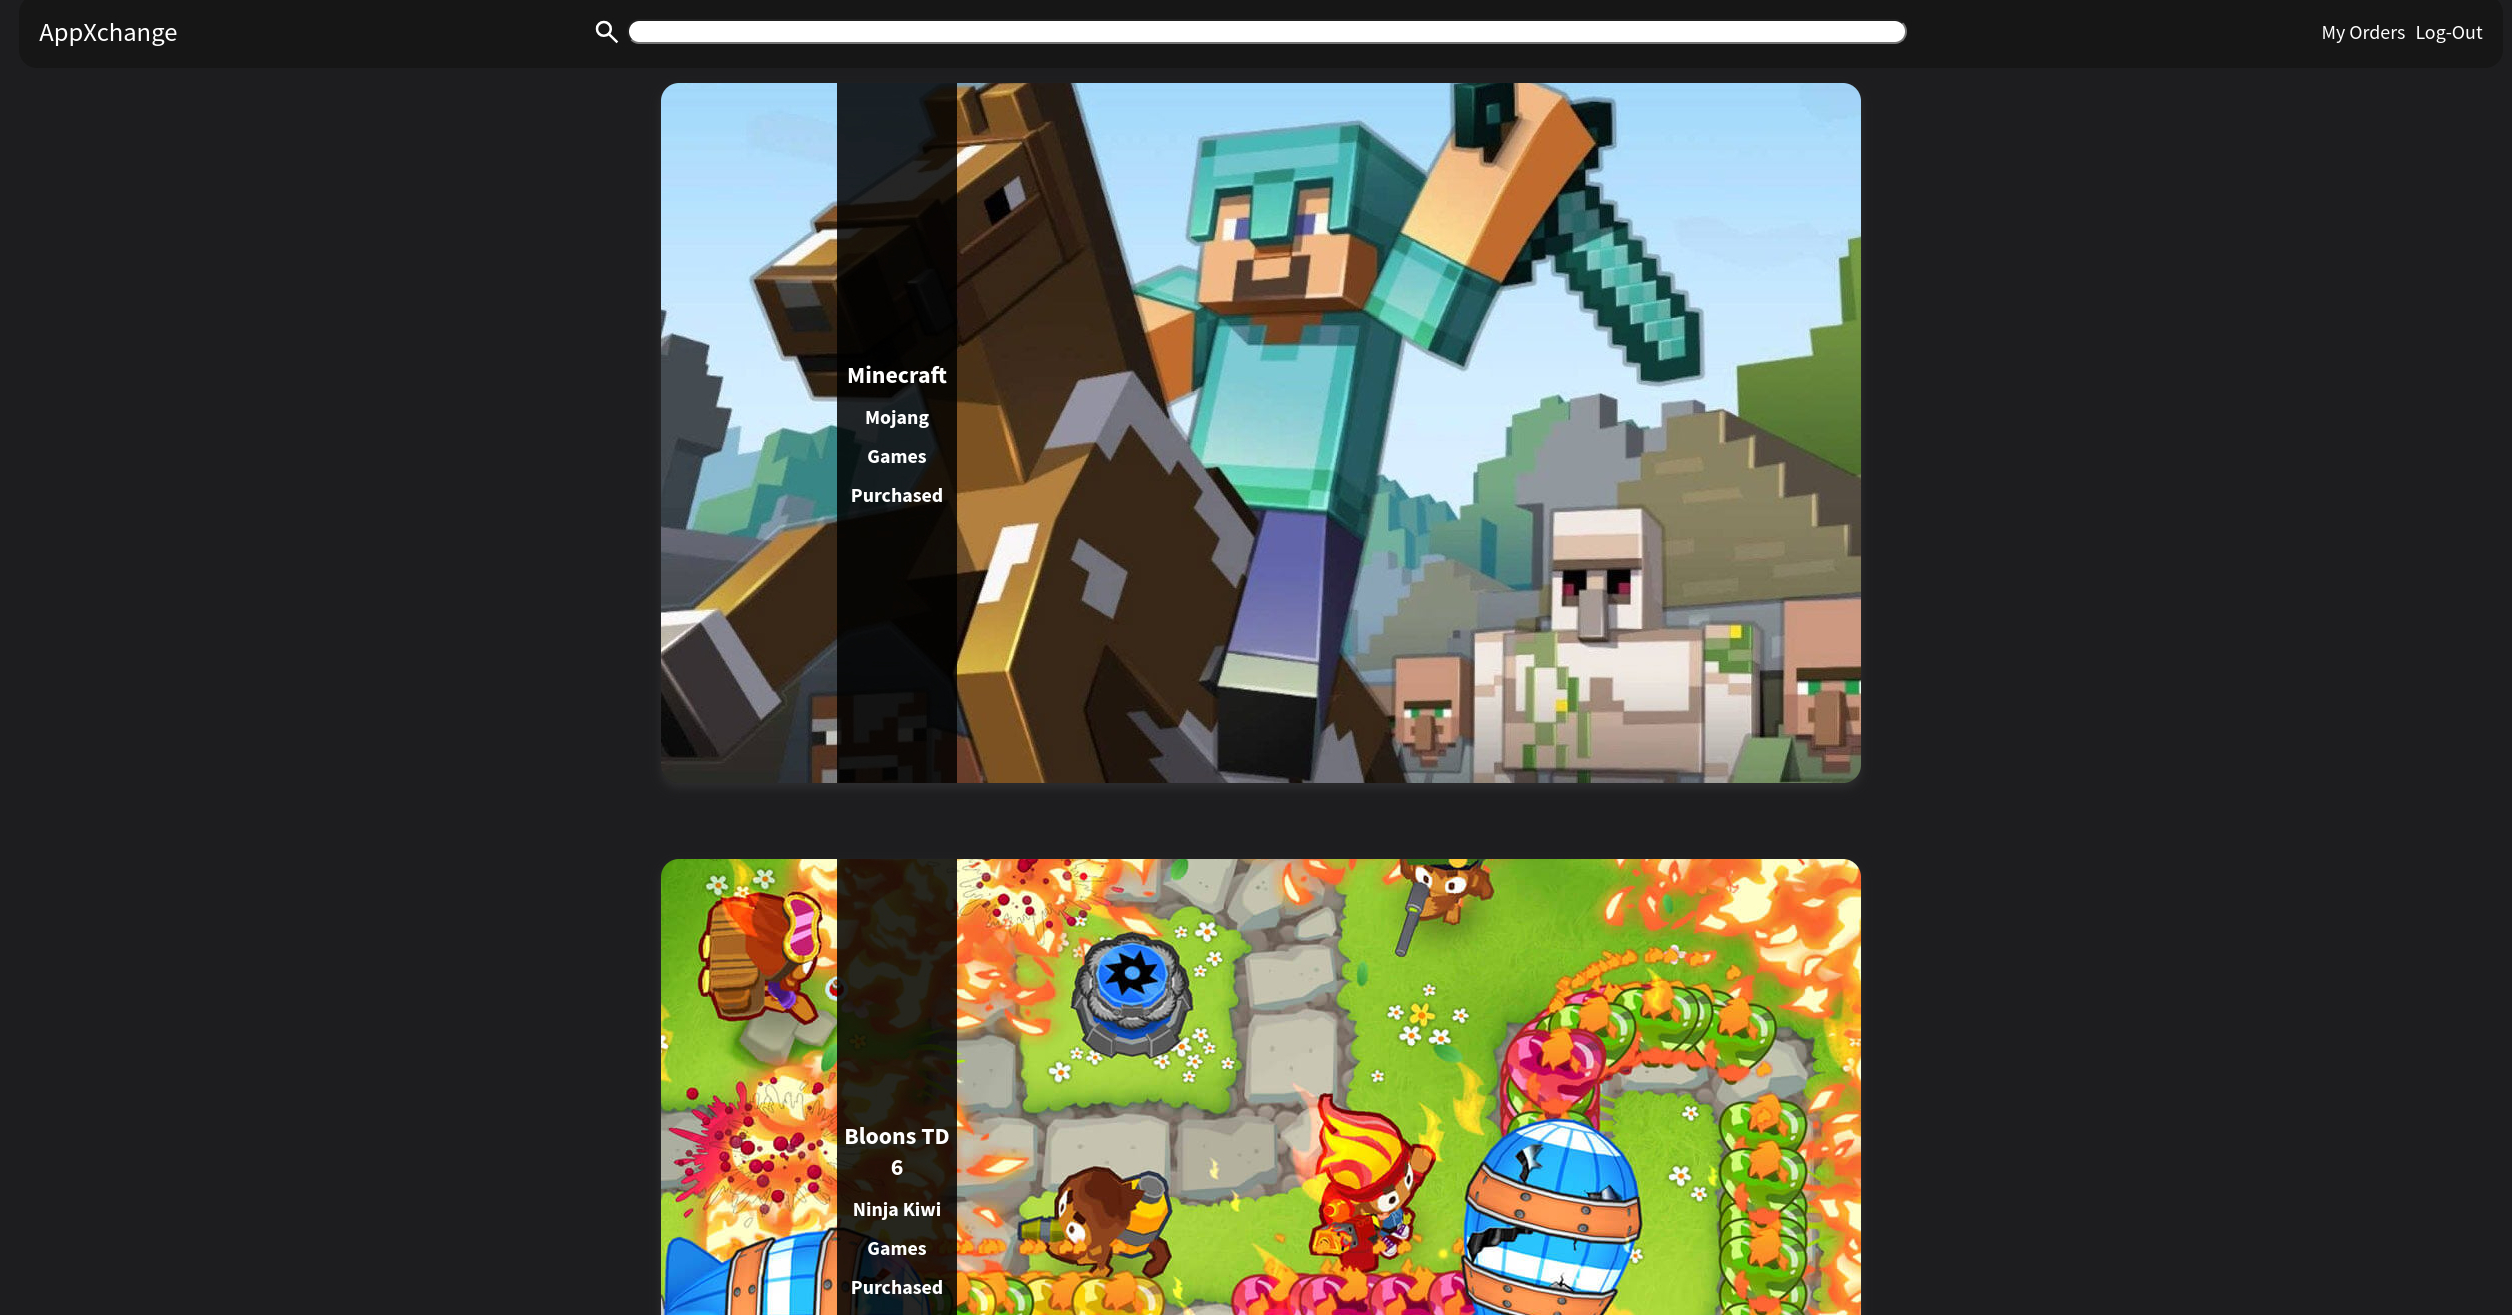 AppXchange
My Orders Log-Out
Minecraft
Mojang
Games
Purchased
Bloons TD
6
Ninja Kiwi
Games
Purchased